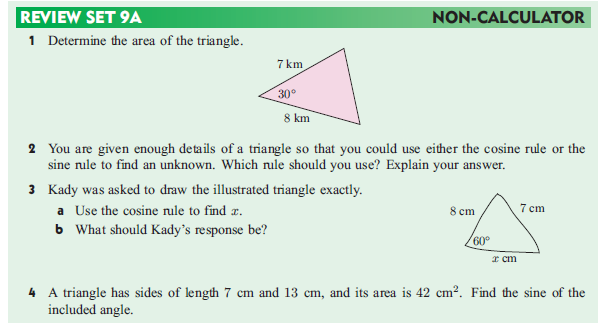 REVIEW SET 9A NON-CALCULATOR
1 Determine the area of the triangle.
7 km
30°
8 km
2 You are given enough details of a triangle so that you could use either the cosine rule or the
sine rule to find an unknown. Which rule should you use? Explain your answer.
3 Kady was asked to draw the illustrated triangle exactly.
a Use the cosine rule to find x.
b What should Kady's response be?
8 cm
7 cm
60°
x cm
4 A triangle has sides of length 7 cm and 13 cm, and its area is 42 cm². Find the sine of the
included angle.